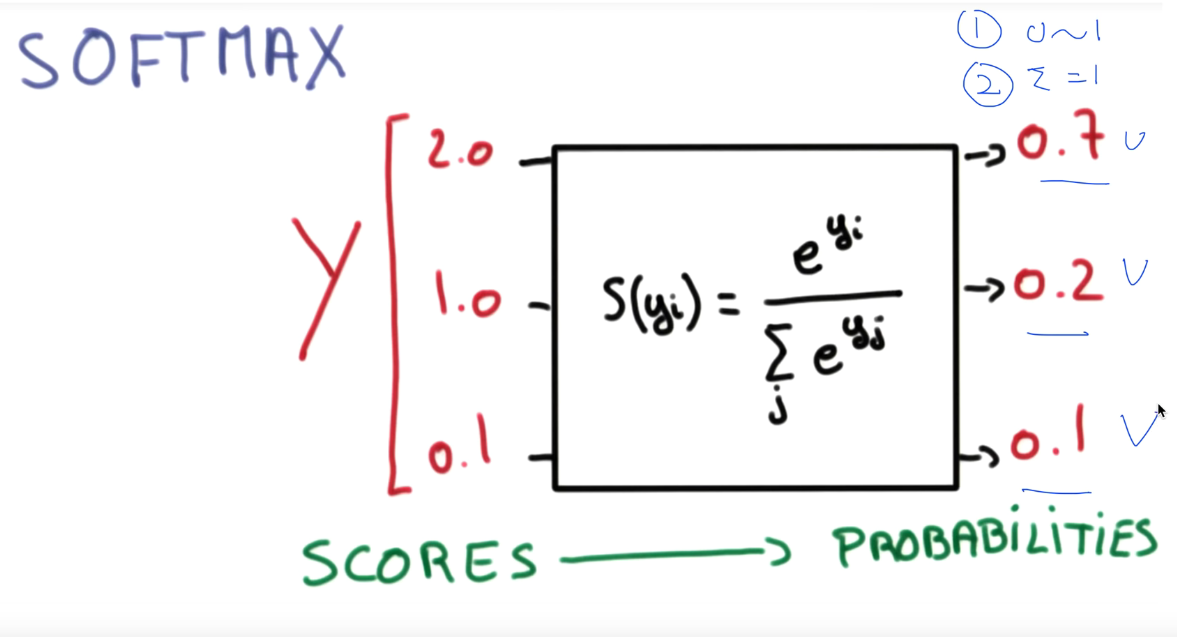 SOFTMAX
① 0~1
② Σ =1
Y
2.0
1.0
0.1
S(yᵢ) = e^yᵢ / Σⱼ e^yⱼ
0.7
0.2
0.1
SCORES → PROBABILITIES